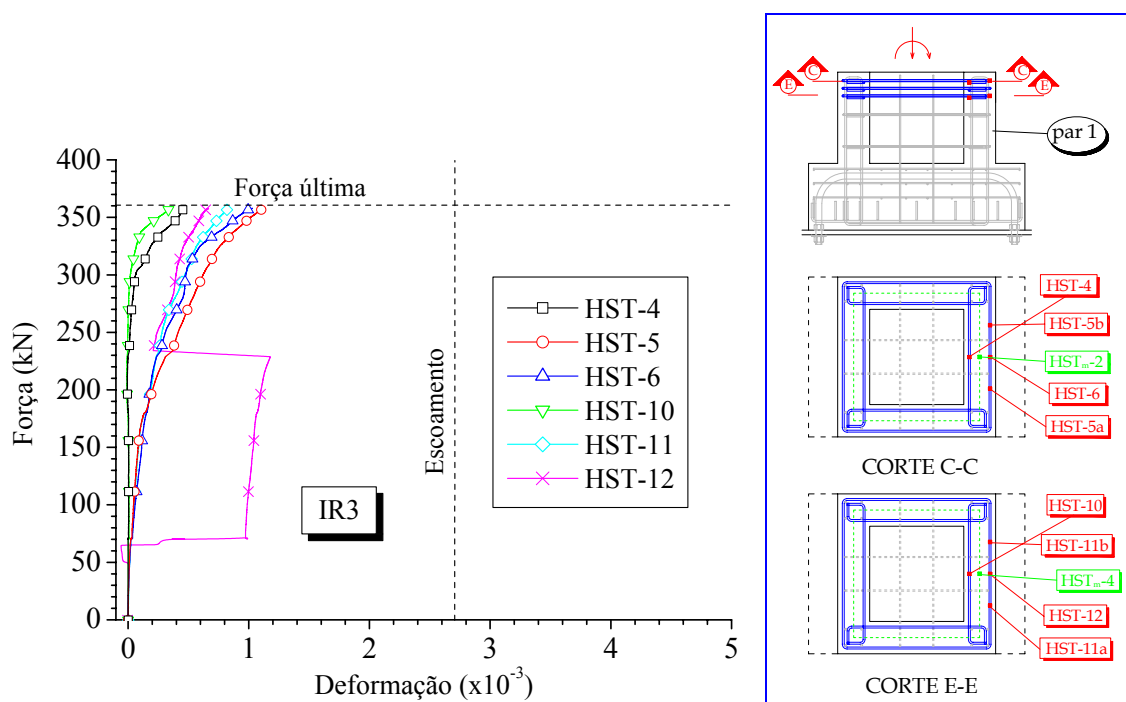 400
350
300
250
200
150
100
50
0
Força (kN)
0
1
2
3
4
5
Deformação (x10⁻³)
Força última
Escoamento
HST-4
HST-5
HST-6
HST-10
HST-11
HST-12
IR3
C
C
E
E
par 1
HST-4
HST-5b
HSTm-2
HST-6
HST-5a
CORTE C-C
HST-10
HST-11b
HSTm-4
HST-12
HST-11a
CORTE E-E